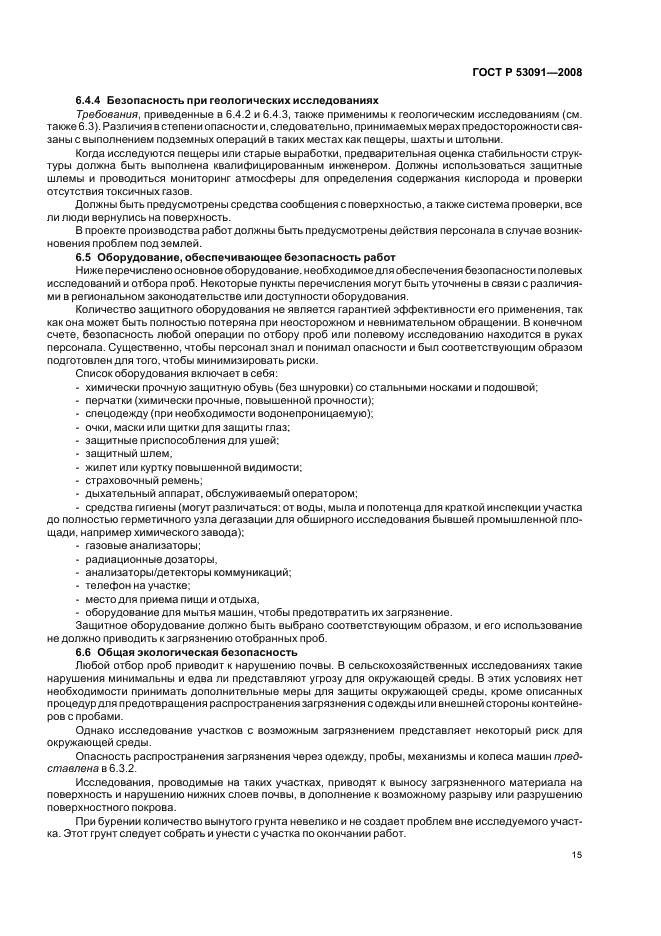 ГОСТ Р 53091—2008
6.4.4 Безопасность при геологических исследованиях
Требования, приведенные в 6.4.2 и 6.4.3, также применимы к геологическим исследованиям (см.
также 6.3). Различия в степени опасности и, следовательно, принимаемых мерах предосторожности свя-
заны с выполнением подземных операций в таких местах как пещеры, шахты и штольни.
Когда исследуются пещеры или старые выработки, предварительная оценка стабильности струк-
туры должна быть выполнена квалифицированным инженером. Должны использоваться защитные
шлемы и проводиться мониторинг атмосферы для определения содержания кислорода и проверки
отсутствия токсичных газов.
Должны быть предусмотрены средства сообщения с поверхностью, а также система проверки, все
ли люди вернулись на поверхность.
В проекте производства работ должны быть предусмотрены действия персонала в случае возник-
новения проблем под землей.
6.5 Оборудование, обеспечивающее безопасность работ
Ниже перечислено основное оборудование, необходимое для обеспечения безопасности полевых
исследований и отбора проб. Некоторые пункты перечисления могут быть уточнены в связи с различия-
ми в региональном законодательстве или доступности оборудования.
Количество защитного оборудования не является гарантией эффективности его применения, так
как она может быть полностью потеряна при неосторожном и невнимательном обращении. В конечном
счете, безопасность любой операции по отбору проб или полевому исследованию находится в руках
персонала. Существенно, чтобы персонал знал и понимал опасности и был соответствующим образом
подготовлен для того, чтобы минимизировать риски.
Список оборудования включает в себя:
- химически прочную защитную обувь (без шнуровки) со стальными носками и подошвой;
- перчатки (химически прочные, повышенной прочности);
- спецодежду (при необходимости водонепроницаемую);
- очки, маски или щитки для защиты глаз;
- защитные приспособления для ушей;
- защитный шлем;
- жилет или куртку повышенной видимости;
- страховочный ремень;
- дыхательный аппарат, обслуживаемый оператором;
- средства гигиены (могут различаться: от воды, мыла и полотенца для краткой инспекции участка
до полностью герметичного узла дегазации для обширного исследования бывшей промышленной пло-
щади, например химического завода);
- газовые анализаторы;
- радиационные дозаторы,
- анализаторы/детекторы коммуникаций;
- телефон на участке;
- место для приема пищи и отдыха,
- оборудование для мытья машин, чтобы предотвратить их загрязнение.
Защитное оборудование должно быть выбрано соответствующим образом, и его использование
не должно приводить к загрязнению отобранных проб.
6.6 Общая экологическая безопасность
Любой отбор проб приводит к нарушению почвы. В сельскохозяйственных исследованиях такие
нарушения минимальны и едва ли представляют угрозу для окружающей среды. В этих условиях нет
необходимости принимать дополнительные меры для защиты окружающей среды, кроме описанных
процедур для предотвращения распространения загрязнения с одежды или внешней стороны контейне-
ров с пробами.
Однако исследование участков с возможным загрязнением представляет некоторый риск для
окружающей среды.
Опасность распространения загрязнения через одежду, пробы, механизмы и колеса машин пред-
ставлена в 6.3.2.
Исследования, проводимые на таких участках, приводят к выносу загрязненного материала на
поверхность и нарушению нижних слоев почвы, в дополнение к возможному разрыву или разрушению
поверхностного покрова.
При бурении количество вынутого грунта невелико и не создает проблем вне исследуемого участ-
ка. Этот грунт следует собрать и унести с участка по окончании работ.
15